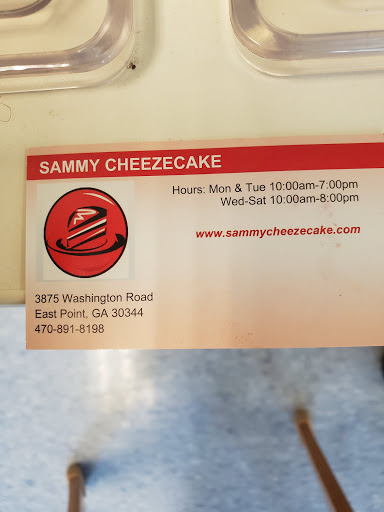 SAMMY CHEEZECAKE
Hours: Mon & Tue 10:00am-7:00pm
Wed-Sat 10:00am-8:00pm
www.sammycheezecake.com
3875 Washington Road
East Point, GA 30344
470-891-8198